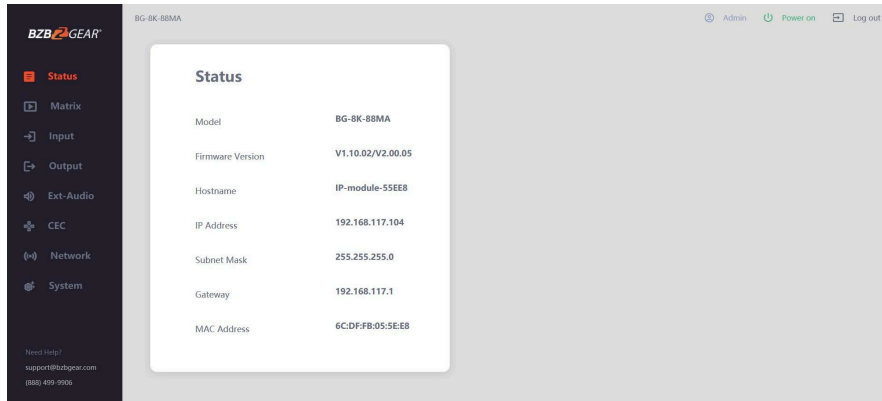 BZBGEAR®
BG-8K-88MA
Admin Power on Log out
Status
Matrix
Input
Output
Ext-Audio
CEC
Network
System
Need Help?
support@bzbgear.com
(888) 499-9906
Status
Model BG-8K-88MA
Firmware Version V1.10.02/V2.00.05
Hostname IP-module-55EE8
IP Address 192.168.117.104
Subnet Mask 255.255.255.0
Gateway 192.168.117.1
MAC Address 6C:DF:FB:05:5E:E8